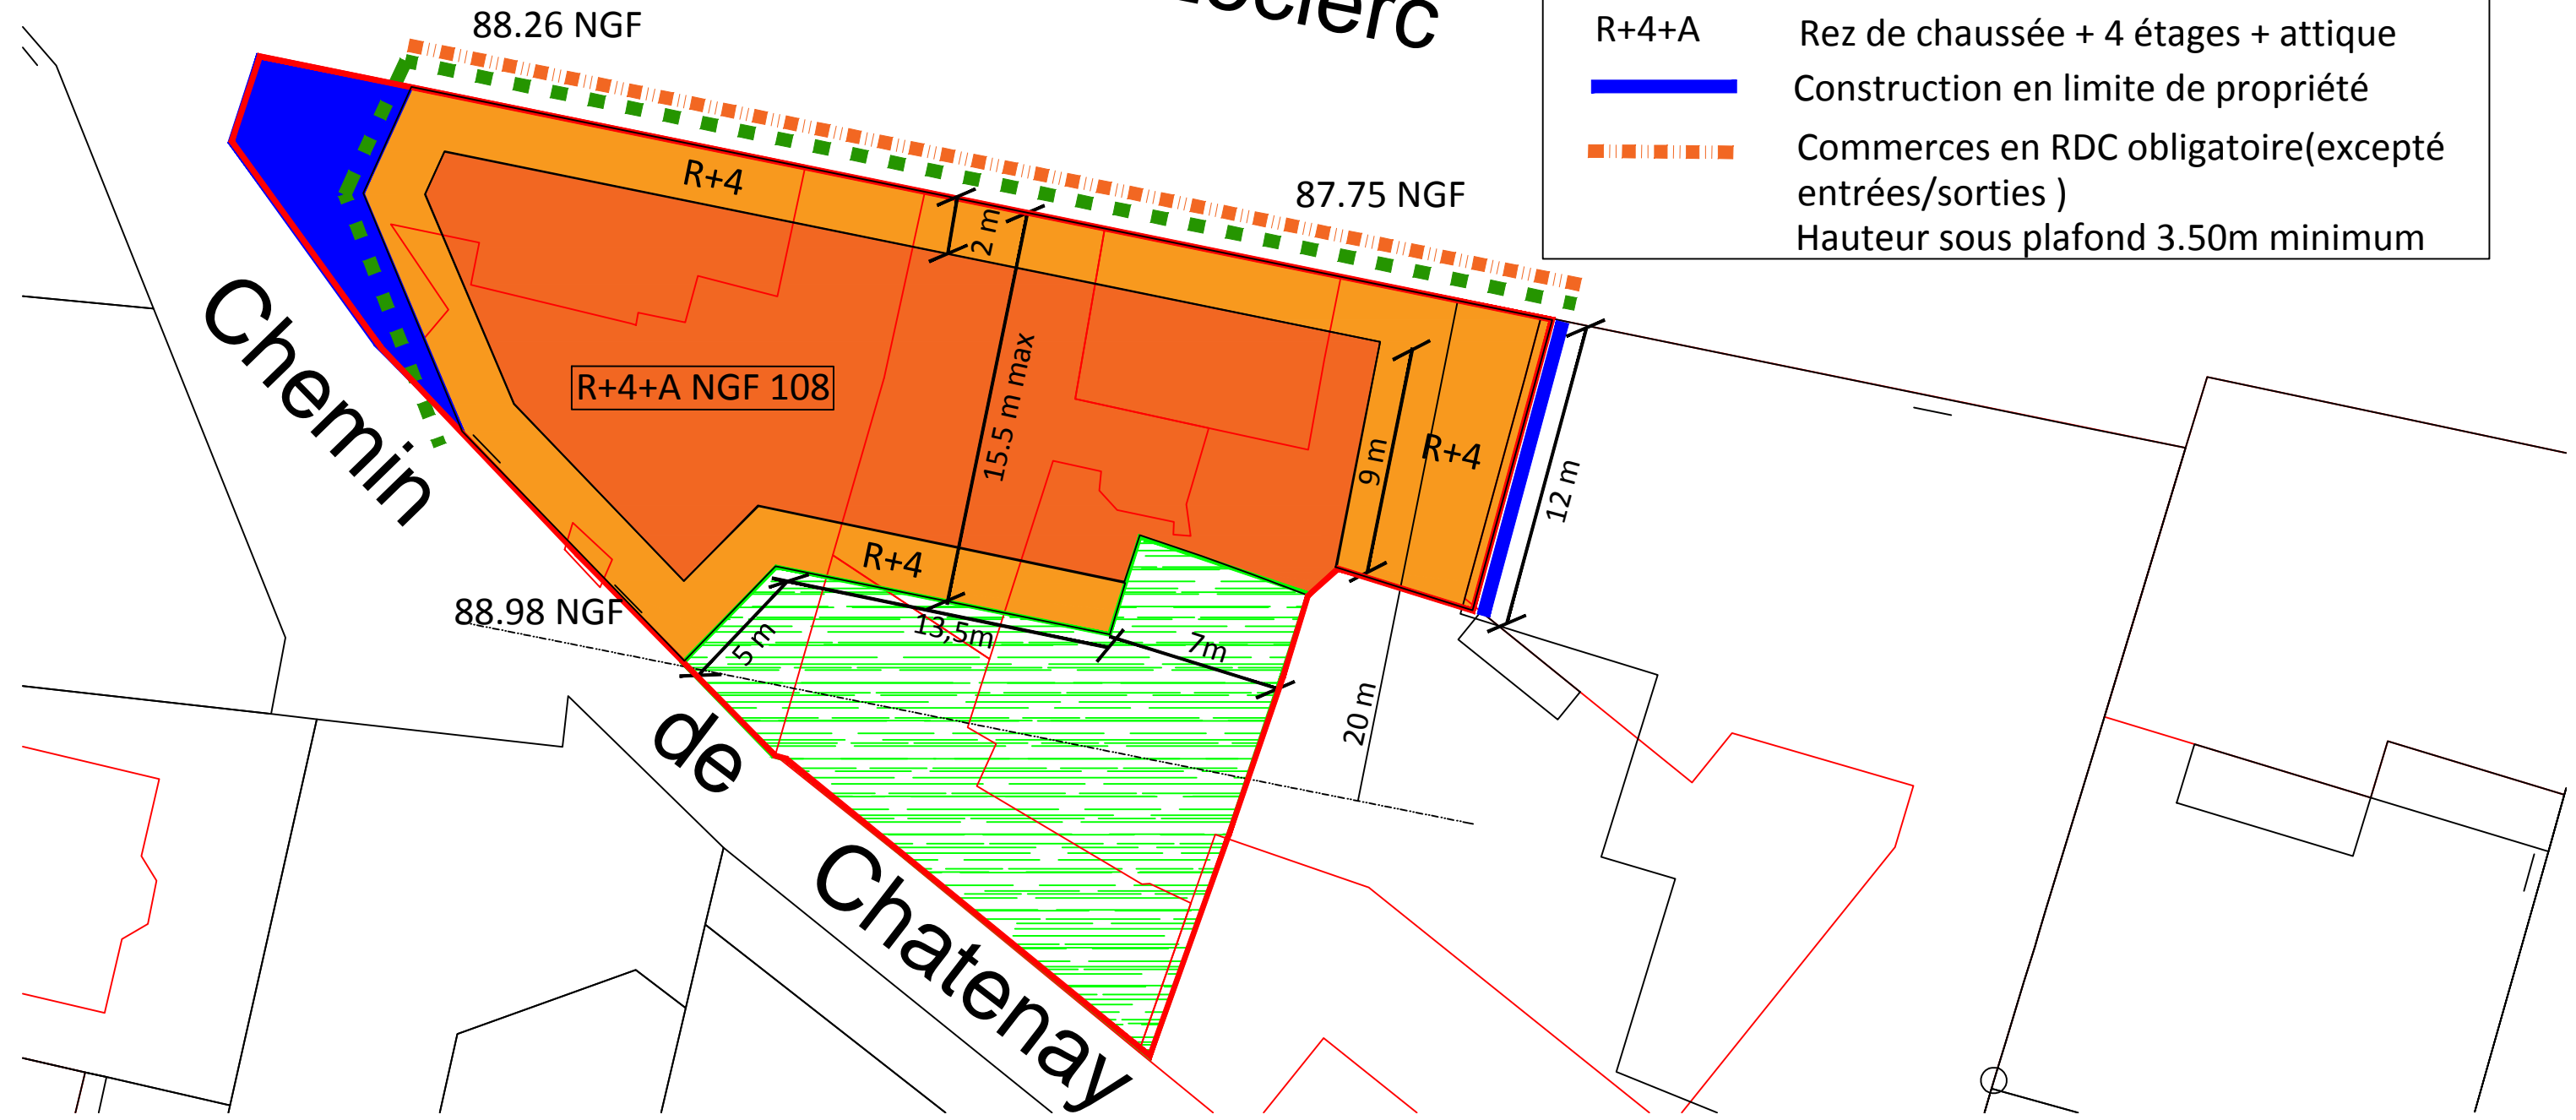 88.26 NGF
R+4+A Rez de chaussée + 4 étages + attique
Construction en limite de propriété
Commerces en RDC obligatoire(excepté
entrées/sorties )
Hauteur sous plafond 3.50m minimum
R+4
87.75 NGF
2 m
15.5 m max
R+4+A NGF 108
9 m
R+4
12 m
R+4
88.98 NGF
5 m
13,5m
7m
20 m
Chemin
de
Chatenay